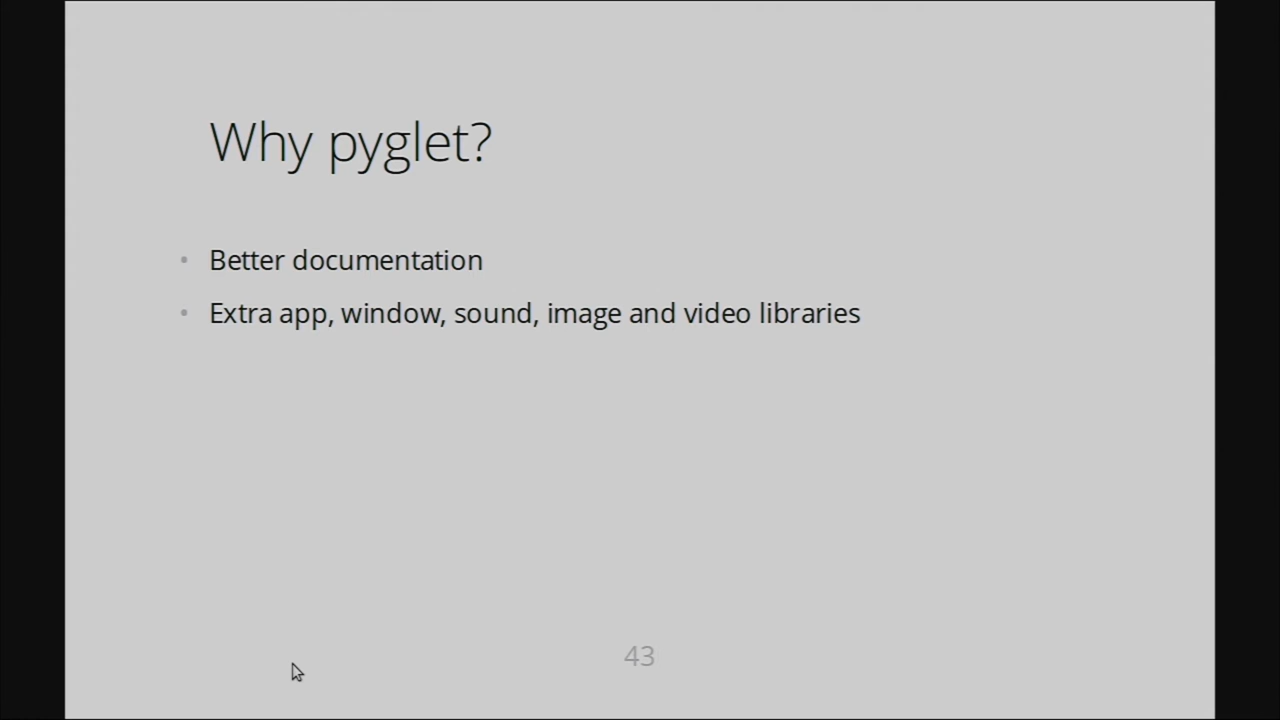 Why pyglet?
• Better documentation
• Extra app, window, sound, image and video libraries
43